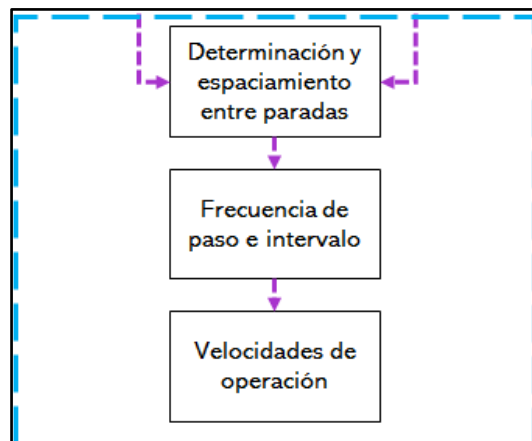 Determinación y
espaciamiento
entre paradas
Frecuencia de
paso e intervalo
Velocidades de
operación